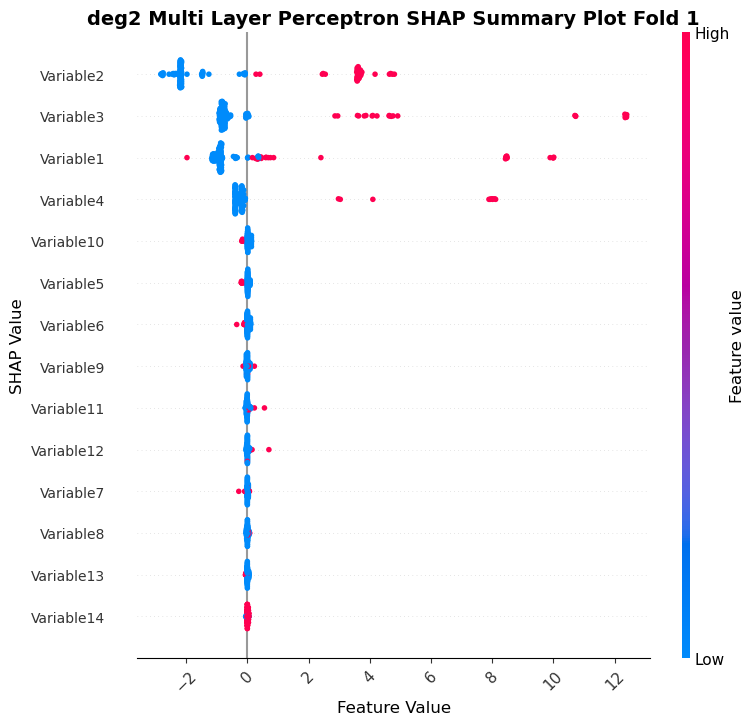 deg2 Multi Layer Perceptron SHAP Summary Plot Fold 1
High
Variable2
Variable3
Variable1
Variable4
Variable10
Variable5
Variable6
Variable9
Variable11
Variable12
Variable7
Variable8
Variable13
Variable14
SHAP Value
Feature value
Low
−2
0
2
4
6
8
10
12
Feature Value